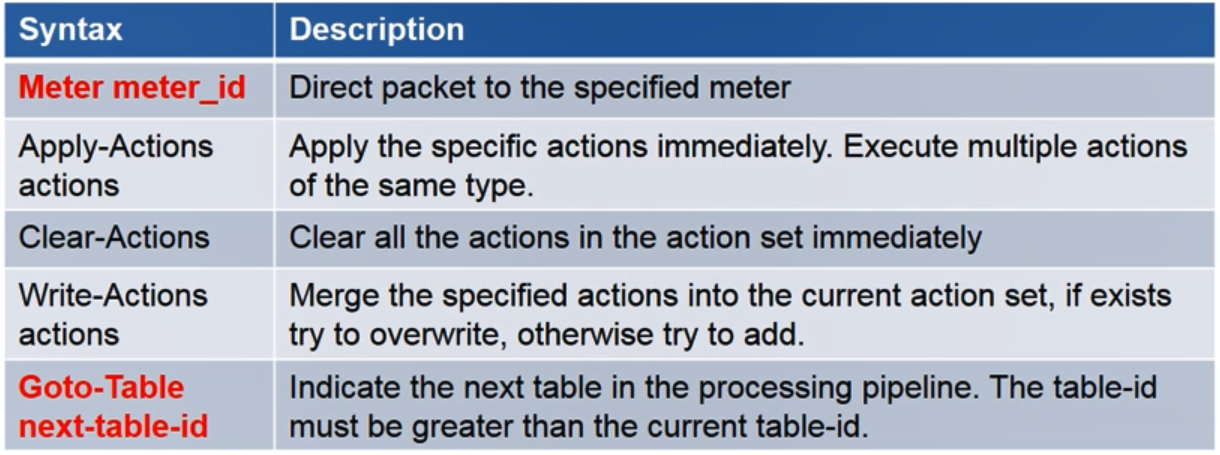 Syntax Description
Meter meter_id Direct packet to the specified meter
Apply-Actions Apply the specific actions immediately. Execute multiple actions
actions of the same type.
Clear-Actions Clear all the actions in the action set immediately
Write-Actions Merge the specified actions into the current action set, if exists
actions try to overwrite, otherwise try to add.
Goto-Table Indicate the next table in the processing pipeline. The table-id
next-table-id must be greater than the current table-id.